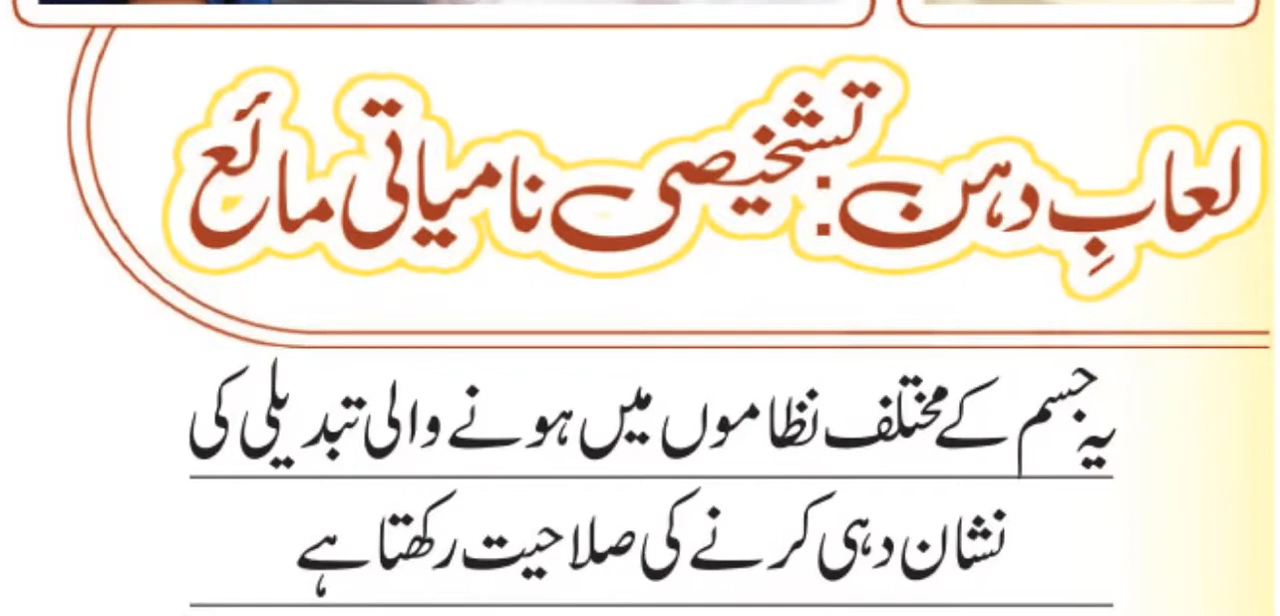 لعابِ دہن: تشخیصی نامیاتی مائع
یہ جسم کے مختلف نظاموں میں ہونے والی تبدیلی کی
نشان دہی کرنے کی صلاحیت رکھتا ہے